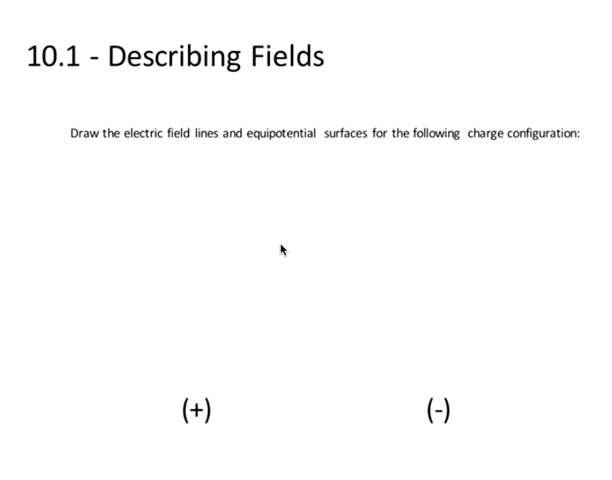 10.1 - Describing Fields
Draw the electric field lines and equipotential surfaces for the following charge configuration:
(+) (-)